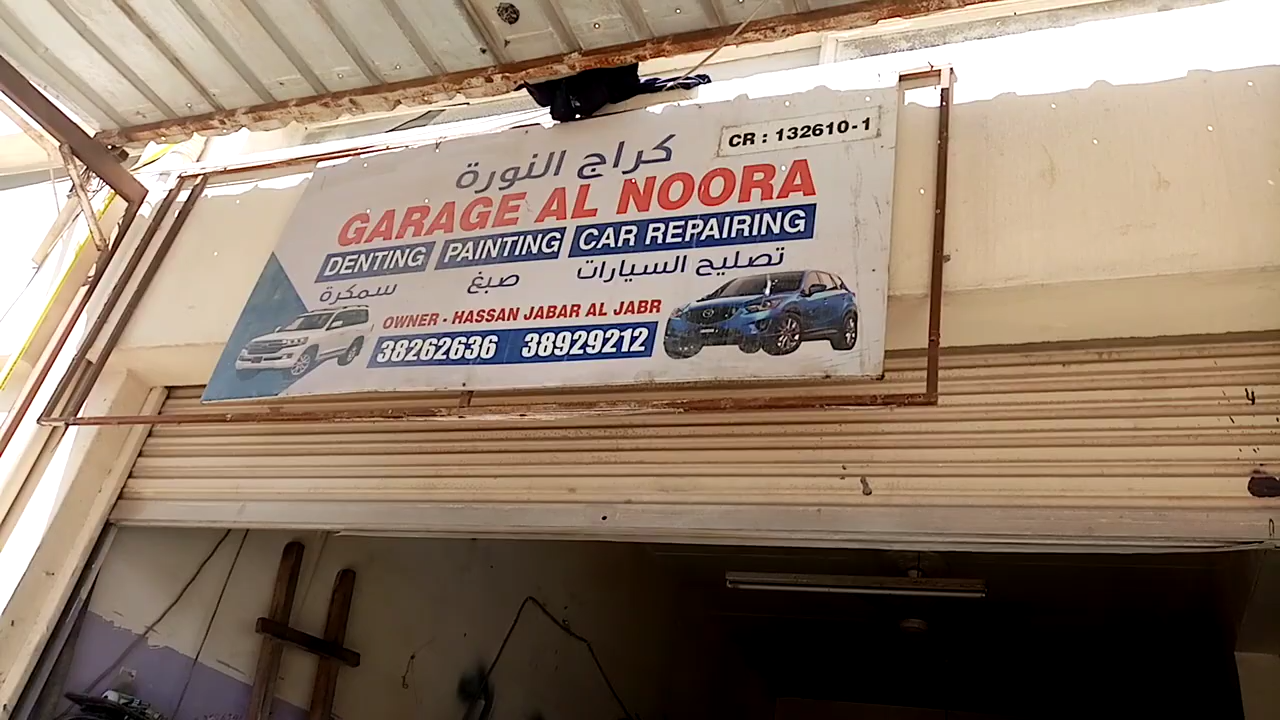 كراج النورة
CR : 132610-1
GARAGE AL NOORA
DENTING PAINTING CAR REPAIRING
سمكرة صبغ تصليح السيارات
OWNER - HASSAN JABAR AL JABR
38262636 38929212